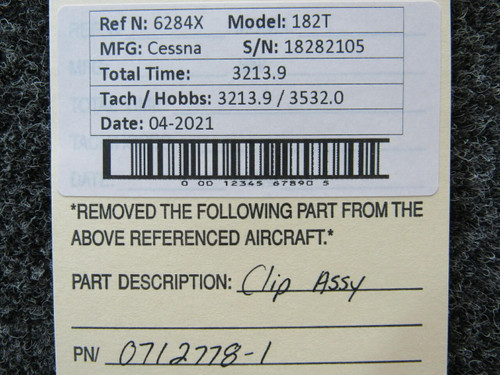 Ref N: 6284X Model: 182T
MFG: Cessna S/N: 18282105
Total Time: 3213.9
Tach / Hobbs: 3213.9 / 3532.0
Date: 04-2021
0 00 12345 67890 5
*REMOVED THE FOLLOWING PART FROM THE
ABOVE REFERENCED AIRCRAFT.*
PART DESCRIPTION: Clip Assy
PN/ 0712778-1